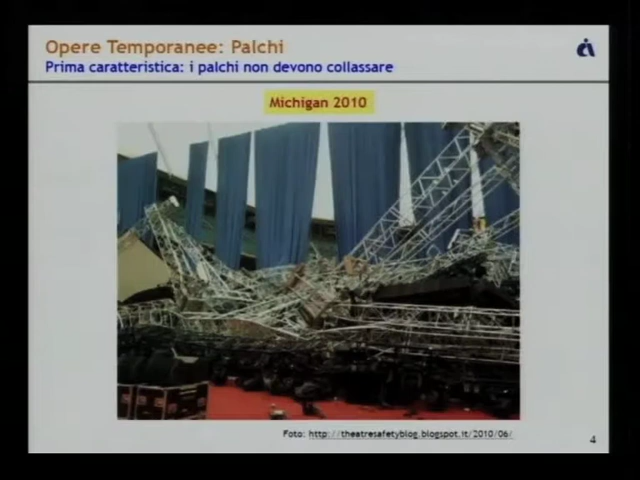 Opere Temporanee: Palchi
Prima caratteristica: i palchi non devono collassare
Michigan 2010
Foto: http://theatresafetyblog.blogspot.it/2010/06/
4